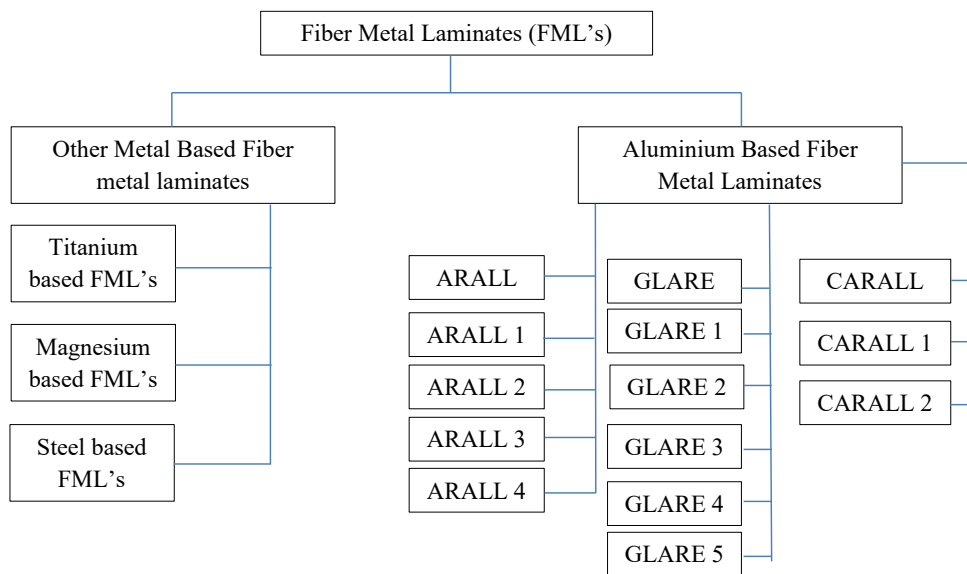 Fiber Metal Laminates (FML’s)
Other Metal Based Fiber
metal laminates
Aluminium Based Fiber
Metal Laminates
Titanium
based FML’s
Magnesium
based FML’s
Steel based
FML’s
ARALL
ARALL 1
ARALL 2
ARALL 3
ARALL 4
GLARE
GLARE 1
GLARE 2
GLARE 3
GLARE 4
GLARE 5
CARALL
CARALL 1
CARALL 2